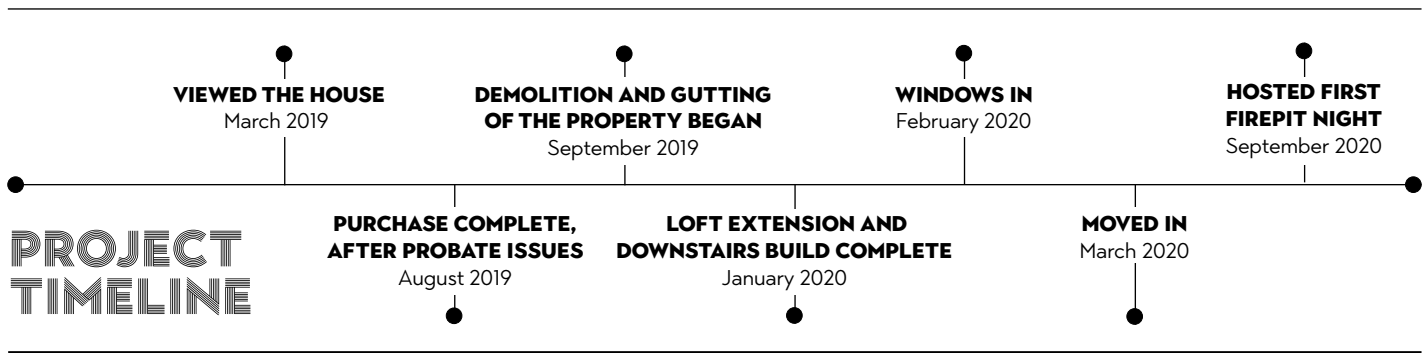 VIEWED THE HOUSE
March 2019
DEMOLITION AND GUTTING
OF THE PROPERTY BEGAN
September 2019
WINDOWS IN
February 2020
HOSTED FIRST
FIREPIT NIGHT
September 2020
PROJECT
TIMELINE
PURCHASE COMPLETE,
AFTER PROBATE ISSUES
August 2019
LOFT EXTENSION AND
DOWNSTAIRS BUILD COMPLETE
January 2020
MOVED IN
March 2020